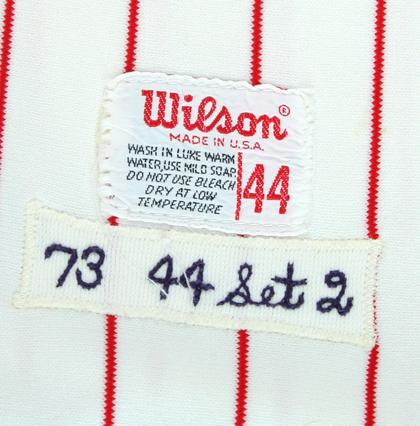 Wilson®
MADE IN U.S.A.
WASH IN LUKE WARM
WATER, USE MILD SOAP.
DO NOT USE BLEACH
DRY AT LOW
TEMPERATURE
44
73 44 Set 2